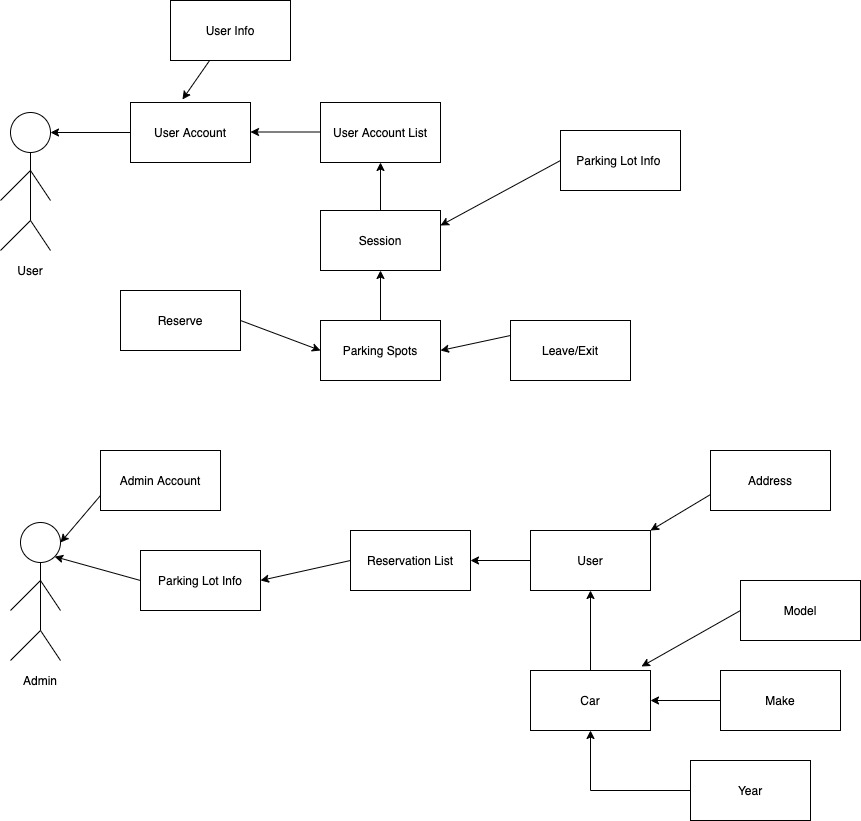 User Info
User Account
User Account List
Parking Lot Info
Session
User
Reserve
Parking Spots
Leave/Exit
Admin Account
Address
Reservation List
User
Parking Lot Info
Model
Admin
Car
Make
Year